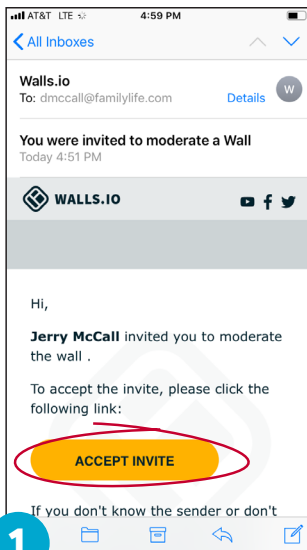 AT&T LTE 4:59 PM
All Inboxes
Walls.io
To: dmccall@familylife.com Details W
You were invited to moderate a Wall
Today 4:51 PM
WALLS.IO
Hi,
Jerry McCall invited you to moderate
the wall .
To accept the invite, please click the
following link:
ACCEPT INVITE
If you don't know the sender or don't
1